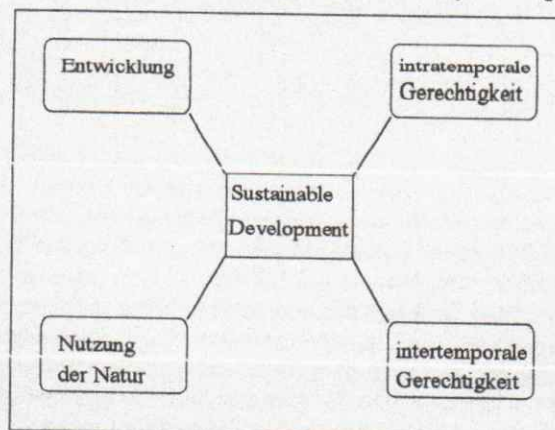 Entwicklung
intratemporale
Gerechtigkeit
Sustainable
Development
Nutzung
der Natur
intertemporale
Gerechtigkeit